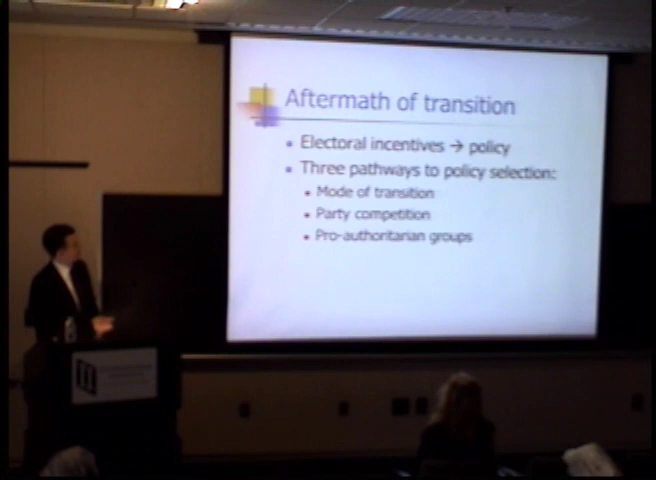 Aftermath of transition
Electoral incentives → policy
Three pathways to policy selection:
Mode of transition
Party competition
Pro-authoritarian groups